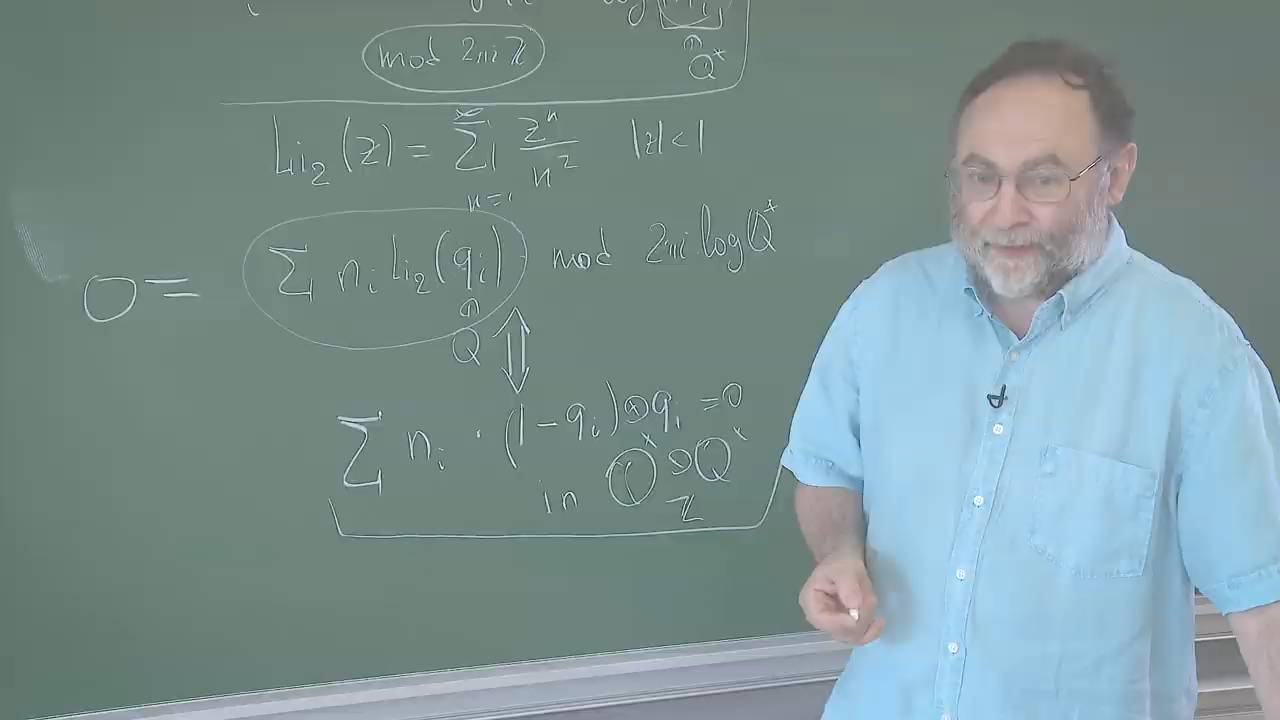 log
mod 2πi ℤ
∩
Q*
Li₂(z) = ∑_{n=1}^{∞} zⁿ/n² |z|<1
0 = ∑ nᵢ Li₂(qᵢ) mod 2πi log Q*
∩
Q
⇕
∑ nᵢ · (1-qᵢ)⊗qᵢ = 0
in Q*⊗Q*
ℤ